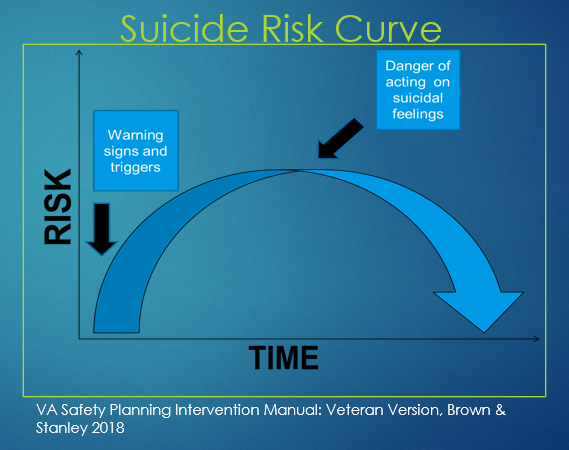 Suicide Risk Curve
Danger of
acting on
suicidal
feelings
Warning
signs and
triggers
RISK
TIME
VA Safety Planning Intervention Manual: Veteran Version, Brown &
Stanley 2018